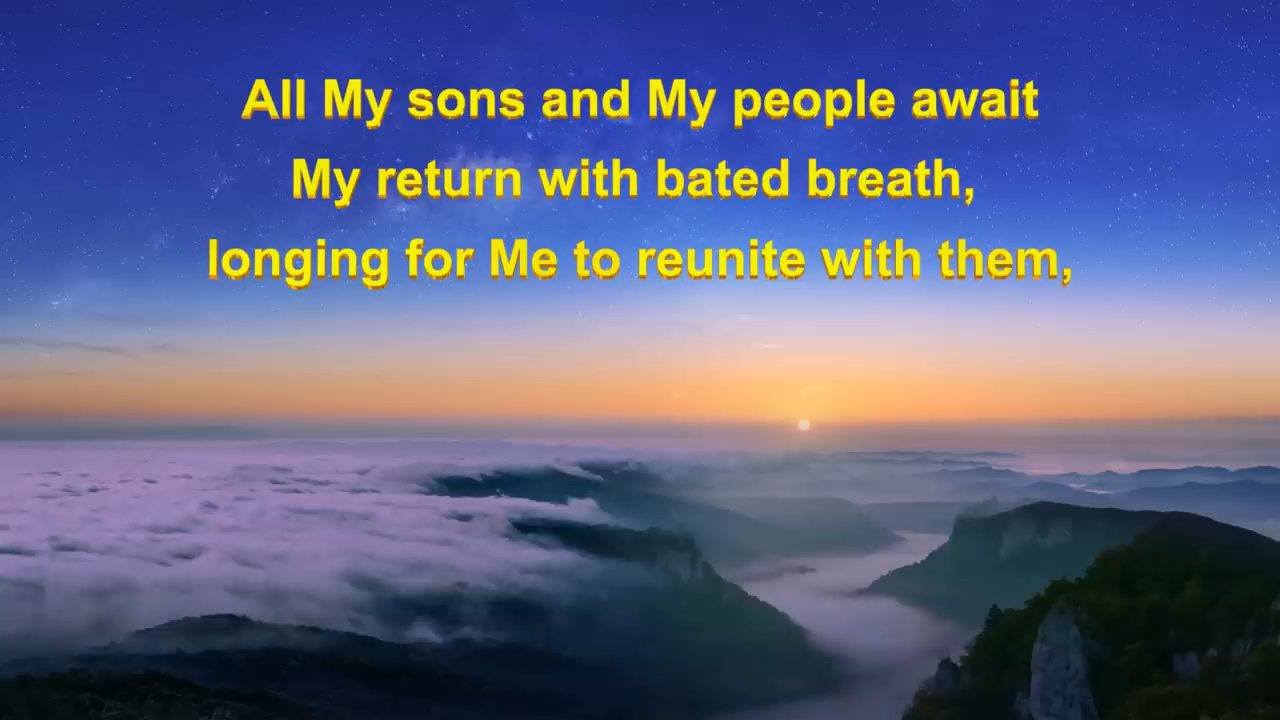 All My sons and My people await
My return with bated breath,
longing for Me to reunite with them,